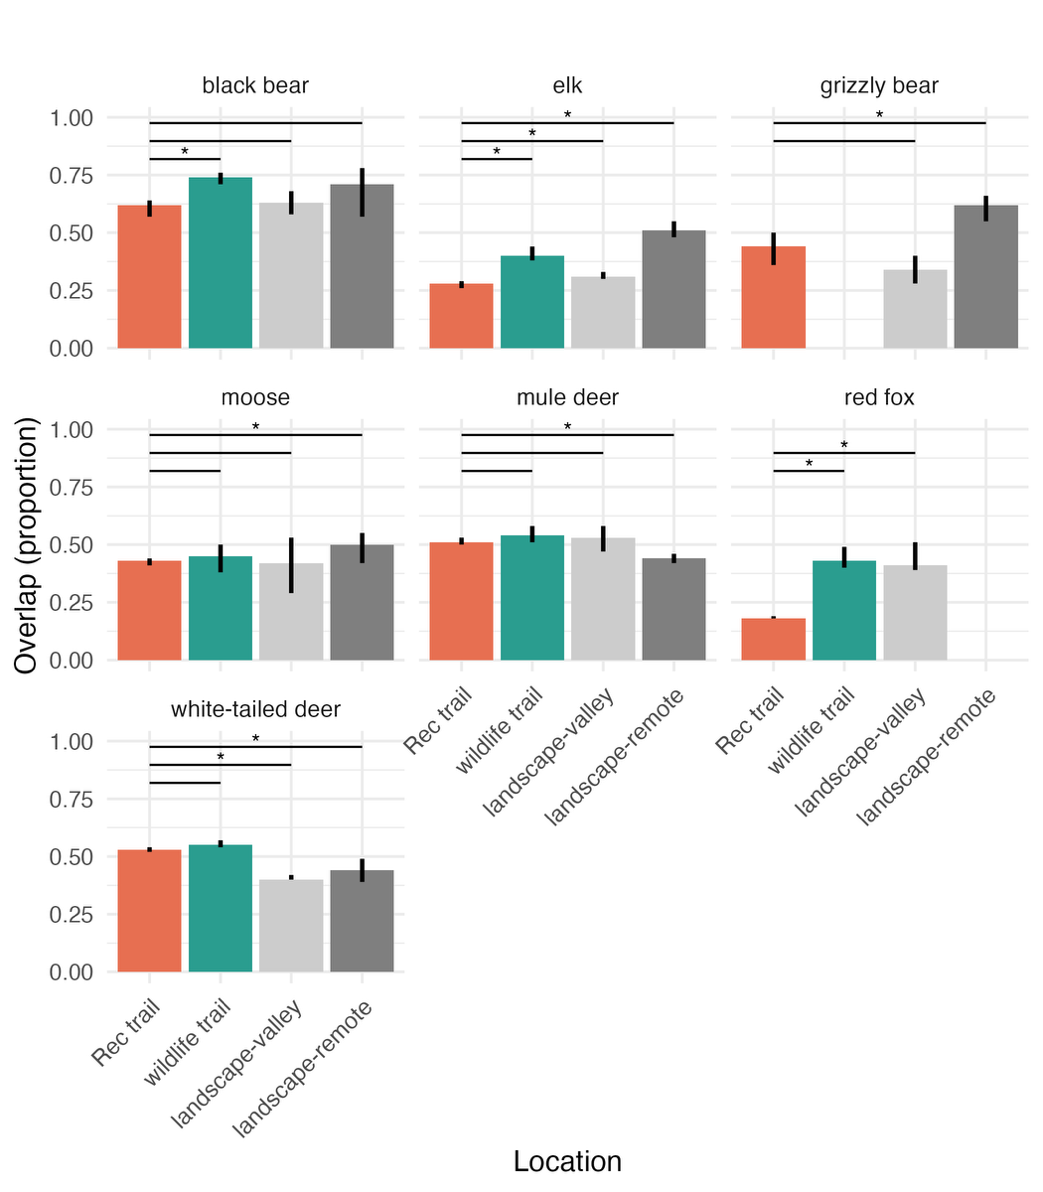 black bear
elk
grizzly bear
1.00
0.75
0.50
0.25
0.00
*
*
*
*
*
moose
mule deer
red fox
1.00
0.75
0.50
0.25
0.00
*
*
*
*
Overlap (proportion)
white-tailed deer
1.00
0.75
0.50
0.25
0.00
*
*
Rec trail
wildlife trail
landscape-valley
landscape-remote
Rec trail
wildlife trail
landscape-valley
landscape-remote
Rec trail
wildlife trail
landscape-valley
landscape-remote
Location